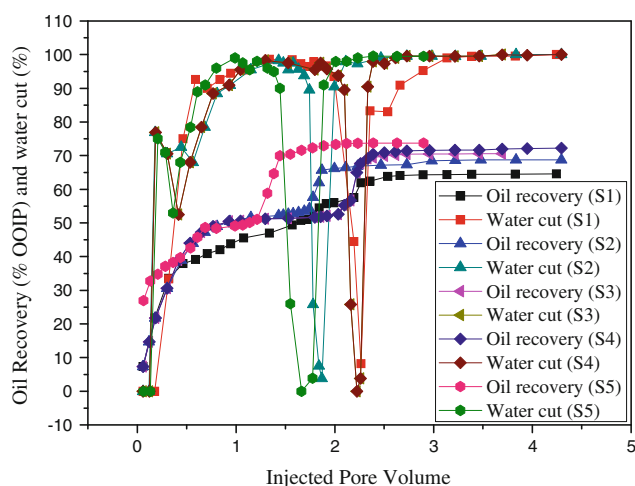 Oil Recovery (% OOIP) and water cut (%)
110
100
90
80
70
60
50
40
30
20
10
0
-10
Oil recovery (S1)
Water cut (S1)
Oil recovery (S2)
Water cut (S2)
Oil recovery (S3)
Water cut (S3)
Oil recovery (S4)
Water cut (S4)
Oil recovery (S5)
Water cut (S5)
0 1 2 3 4 5
Injected Pore Volume